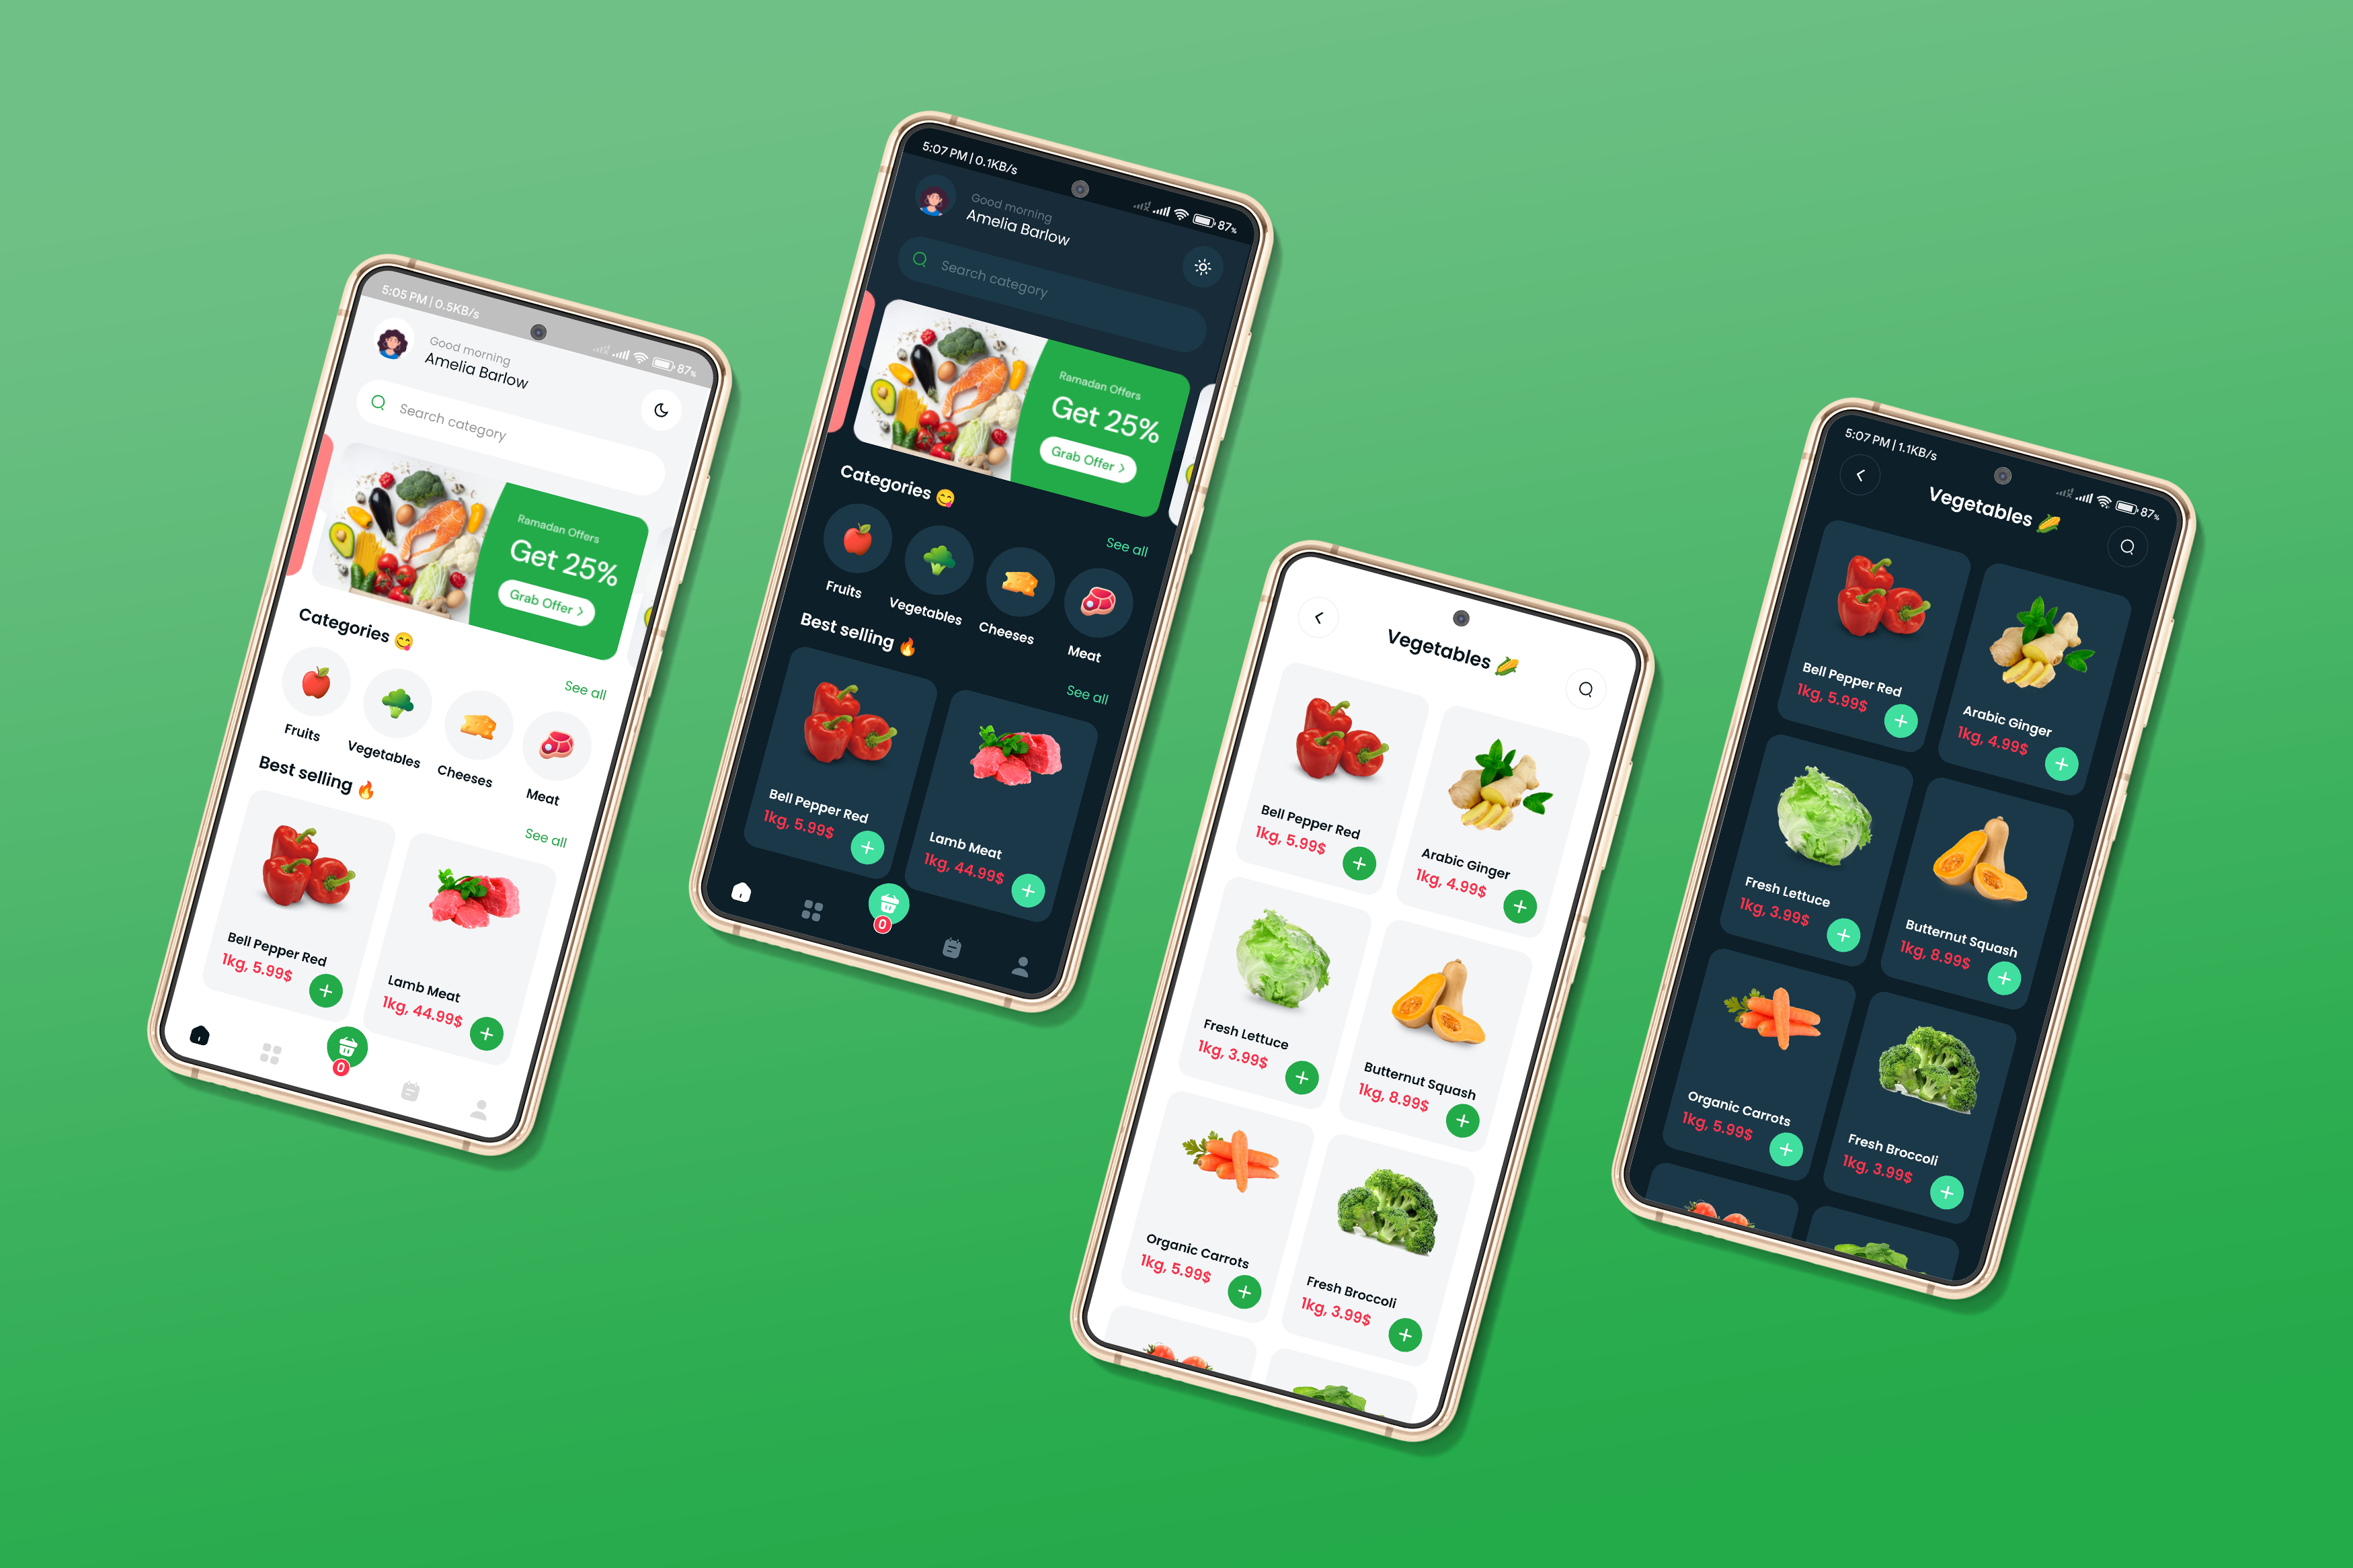 5:05 PM | 0.5KB/s
87%
Good morning
Amelia Barlow
Search category
Ramadan Offers
Get 25%
Grab Offer >
Categories 😋
See all
Fruits
Vegetables
Cheeses
Meat
Best selling 🔥
See all
Bell Pepper Red
1kg, 5.99$
Lamb Meat
1kg, 44.99$
0
5:07 PM | 0.1KB/s
87%
Good morning
Amelia Barlow
Search category
Ramadan Offers
Get 25%
Grab Offer >
Categories 😋
See all
Fruits
Vegetables
Cheeses
Meat
Best selling 🔥
See all
Bell Pepper Red
1kg, 5.99$
Lamb Meat
1kg, 44.99$
0
Vegetables 🌽
Bell Pepper Red
1kg, 5.99$
Arabic Ginger
1kg, 4.99$
Fresh Lettuce
1kg, 3.99$
Butternut Squash
1kg, 8.99$
Organic Carrots
1kg, 5.99$
Fresh Broccoli
1kg, 3.99$
5:07 PM | 1.1KB/s
87%
Vegetables 🌽
Bell Pepper Red
1kg, 5.99$
Arabic Ginger
1kg, 4.99$
Fresh Lettuce
1kg, 3.99$
Butternut Squash
1kg, 8.99$
Organic Carrots
1kg, 5.99$
Fresh Broccoli
1kg, 3.99$